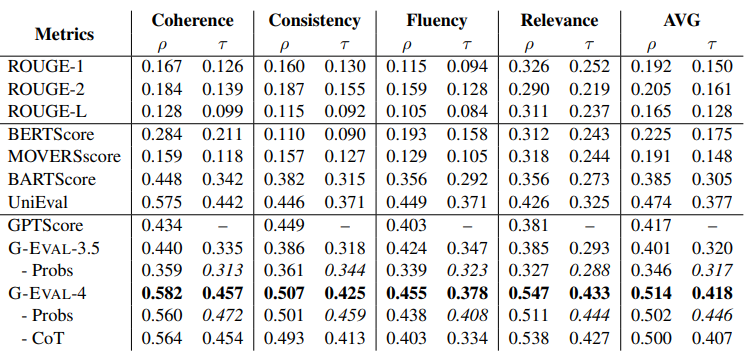 Metrics Coherence Consistency Fluency Relevance AVG
ρ τ ρ τ ρ τ ρ τ ρ τ
ROUGE-1 0.167 0.126 0.160 0.130 0.115 0.094 0.326 0.252 0.192 0.150
ROUGE-2 0.184 0.139 0.187 0.155 0.159 0.128 0.290 0.219 0.205 0.161
ROUGE-L 0.128 0.099 0.115 0.092 0.105 0.084 0.311 0.237 0.165 0.128
BERTScore 0.284 0.211 0.110 0.090 0.193 0.158 0.312 0.243 0.225 0.175
MOVERSscore 0.159 0.118 0.157 0.127 0.129 0.105 0.318 0.244 0.191 0.148
BARTScore 0.448 0.342 0.382 0.315 0.356 0.292 0.356 0.273 0.385 0.305
UniEval 0.575 0.442 0.446 0.371 0.449 0.371 0.426 0.325 0.474 0.377
GPTScore 0.434 – 0.449 – 0.403 – 0.381 – 0.417 –
G-EVAL-3.5 0.440 0.335 0.386 0.318 0.424 0.347 0.385 0.293 0.401 0.320
- Probs 0.359 0.313 0.361 0.344 0.339 0.323 0.327 0.288 0.346 0.317
G-EVAL-4 0.582 0.457 0.507 0.425 0.455 0.378 0.547 0.433 0.514 0.418
- Probs 0.560 0.472 0.501 0.459 0.438 0.408 0.511 0.444 0.502 0.446
- CoT 0.564 0.454 0.493 0.413 0.403 0.334 0.538 0.427 0.500 0.407